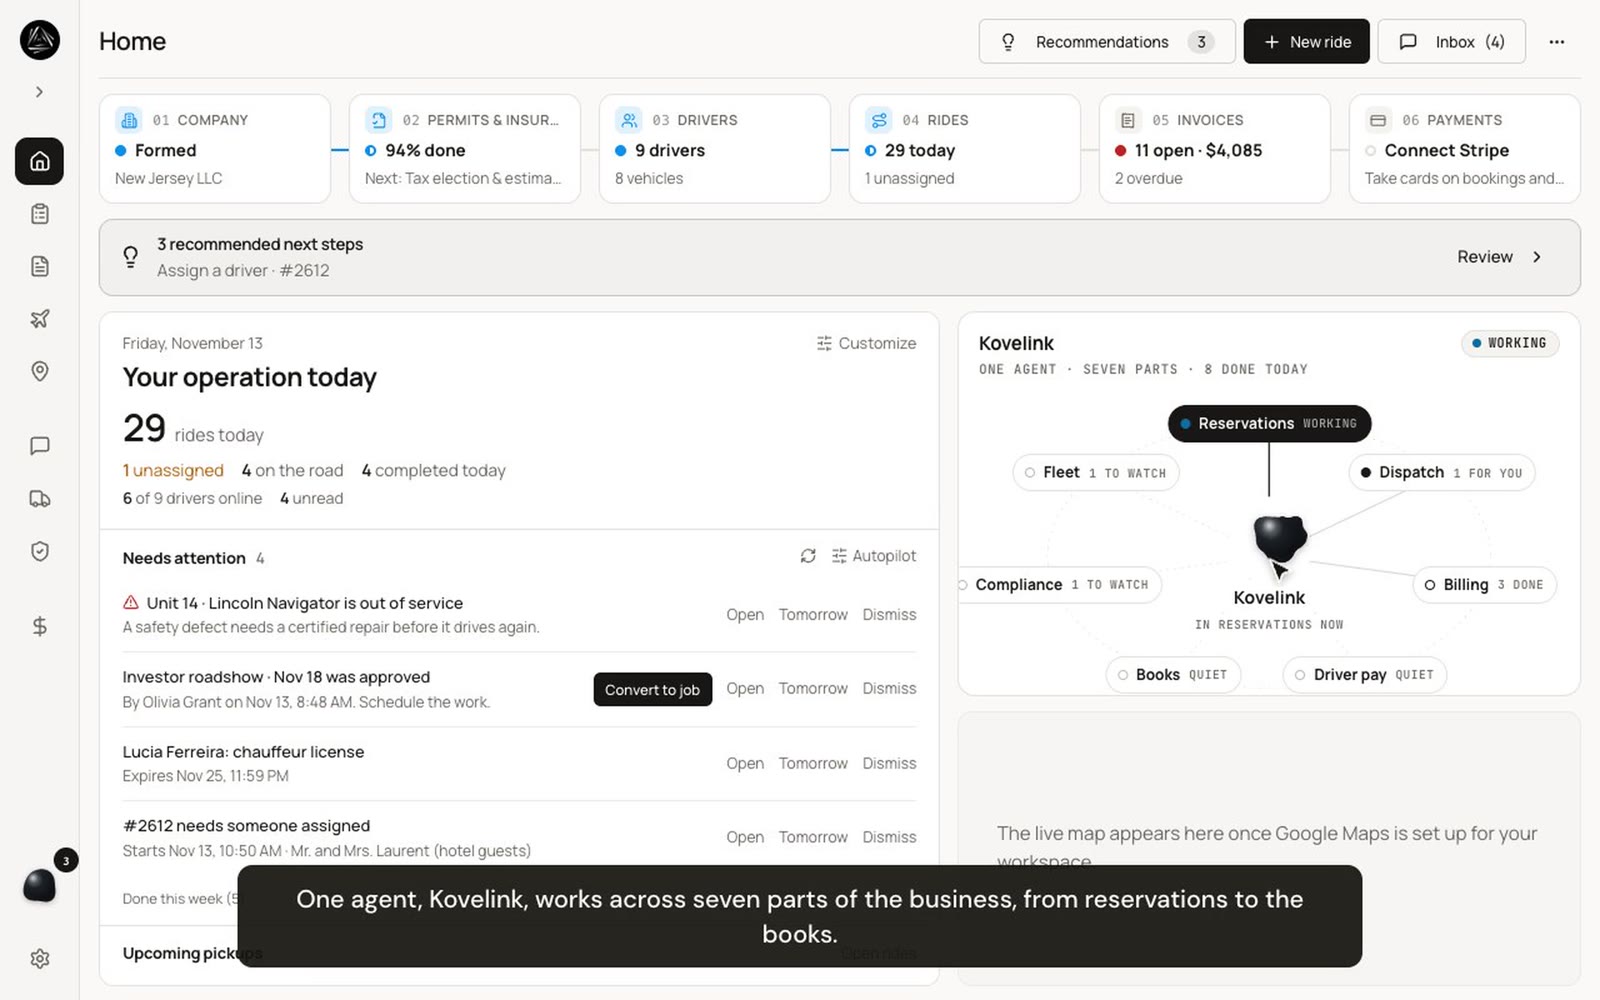 Home
Recommendations 3
+ New ride
Inbox (4)
01 COMPANY
Formed
New Jersey LLC
02 PERMITS & INSUR...
94% done
Next: Tax election & estima...
03 DRIVERS
9 drivers
8 vehicles
04 RIDES
29 today
1 unassigned
05 INVOICES
11 open · $4,085
2 overdue
06 PAYMENTS
Connect Stripe
Take cards on bookings and...
3 recommended next steps
Assign a driver · #2612
Review
Friday, November 13
Customize
Your operation today
29 rides today
1 unassigned 4 on the road 4 completed today
6 of 9 drivers online 4 unread
Needs attention 4
Autopilot
Unit 14 · Lincoln Navigator is out of service
A safety defect needs a certified repair before it drives again.
Open Tomorrow Dismiss
Investor roadshow · Nov 18 was approved
By Olivia Grant on Nov 13, 8:48 AM. Schedule the work.
Convert to job Open Tomorrow Dismiss
Lucia Ferreira: chauffeur license
Expires Nov 25, 11:59 PM
Open Tomorrow Dismiss
#2612 needs someone assigned
Starts Nov 13, 10:50 AM · Mr. and Mrs. Laurent (hotel guests)
Open Tomorrow Dismiss
Done this week (5
Upcoming pickups
Open rides
Kovelink
WORKING
ONE AGENT · SEVEN PARTS · 8 DONE TODAY
Reservations WORKING
Fleet 1 TO WATCH
Dispatch 1 FOR YOU
Compliance 1 TO WATCH
Billing 3 DONE
Kovelink
IN RESERVATIONS NOW
Books QUIET
Driver pay QUIET
The live map appears here once Google Maps is set up for your
workspace
3
One agent, Kovelink, works across seven parts of the business, from reservations to the
books.